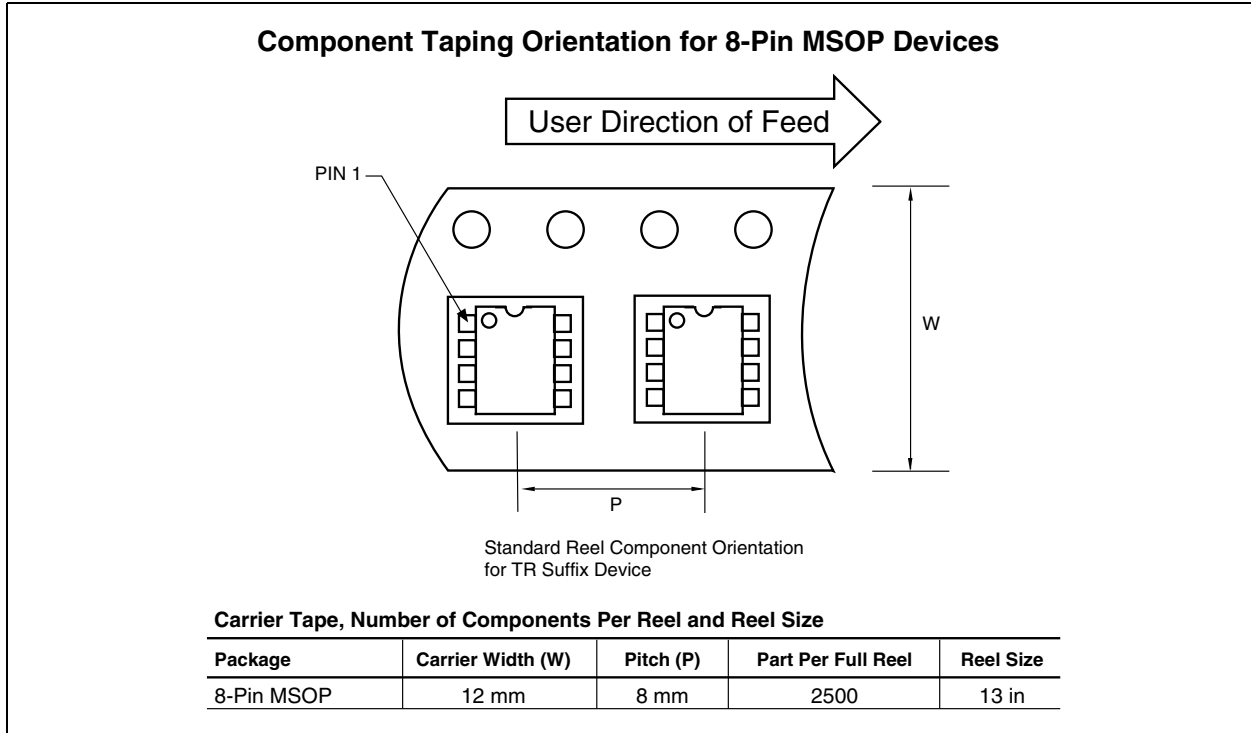 Component Taping Orientation for 8-Pin MSOP Devices
User Direction of Feed
PIN 1
W
P
Standard Reel Component Orientation
for TR Suffix Device
Carrier Tape, Number of Components Per Reel and Reel Size
Package Carrier Width (W) Pitch (P) Part Per Full Reel Reel Size
8-Pin MSOP 12 mm 8 mm 2500 13 in